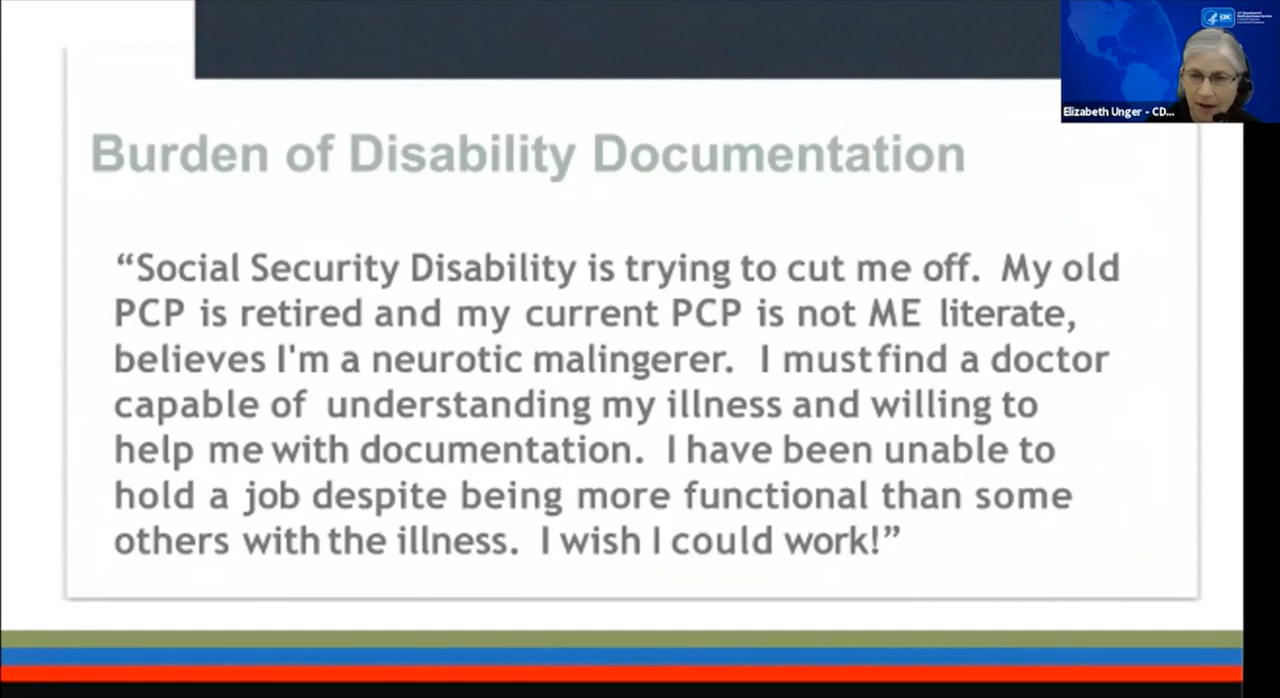 Burden of Disability Documentation
“Social Security Disability is trying to cut me off. My old
PCP is retired and my current PCP is not ME literate,
believes I'm a neurotic malingerer. I must find a doctor
capable of understanding my illness and willing to
help me with documentation. I have been unable to
hold a job despite being more functional than some
others with the illness. I wish I could work!”
CDC
Elizabeth Unger - CD...